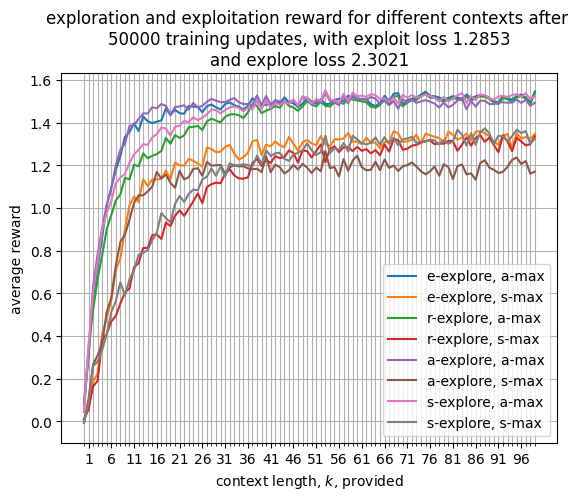 exploration and exploitation reward for different contexts after
50000 training updates, with exploit loss 1.2853
and explore loss 2.3021
1.6
1.4
1.2
1.0
0.8
0.6
0.4
0.2
0.0
average reward
e-explore, a-max
e-explore, s-max
r-explore, a-max
r-explore, s-max
a-explore, a-max
a-explore, s-max
s-explore, a-max
s-explore, s-max
1 6 11 16 21 26 31 36 41 46 51 56 61 66 71 76 81 86 91 96
context length, k, provided